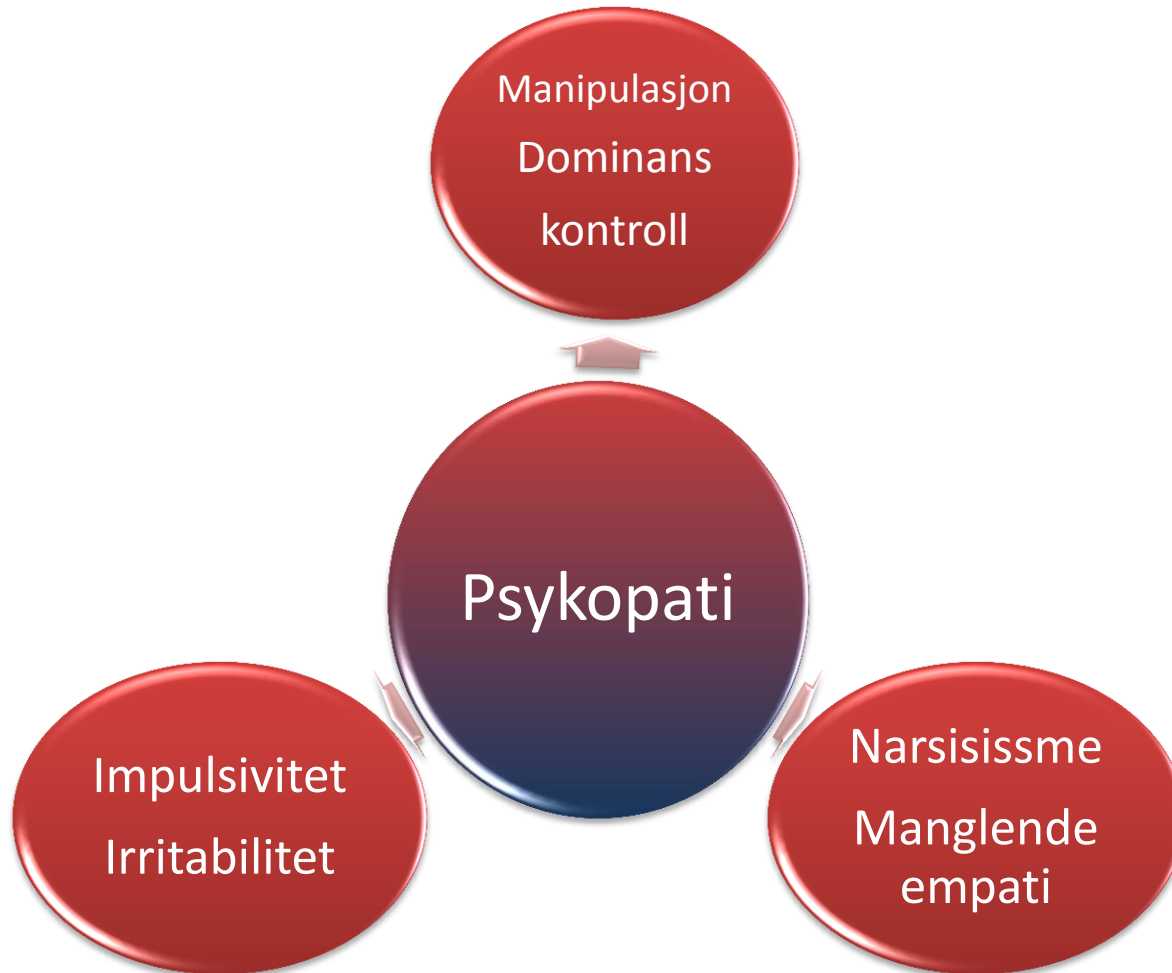 Manipulasjon
Dominans
kontroll
Psykopati
Impulsivitet
Irritabilitet
Narsisissme
Manglende
empati